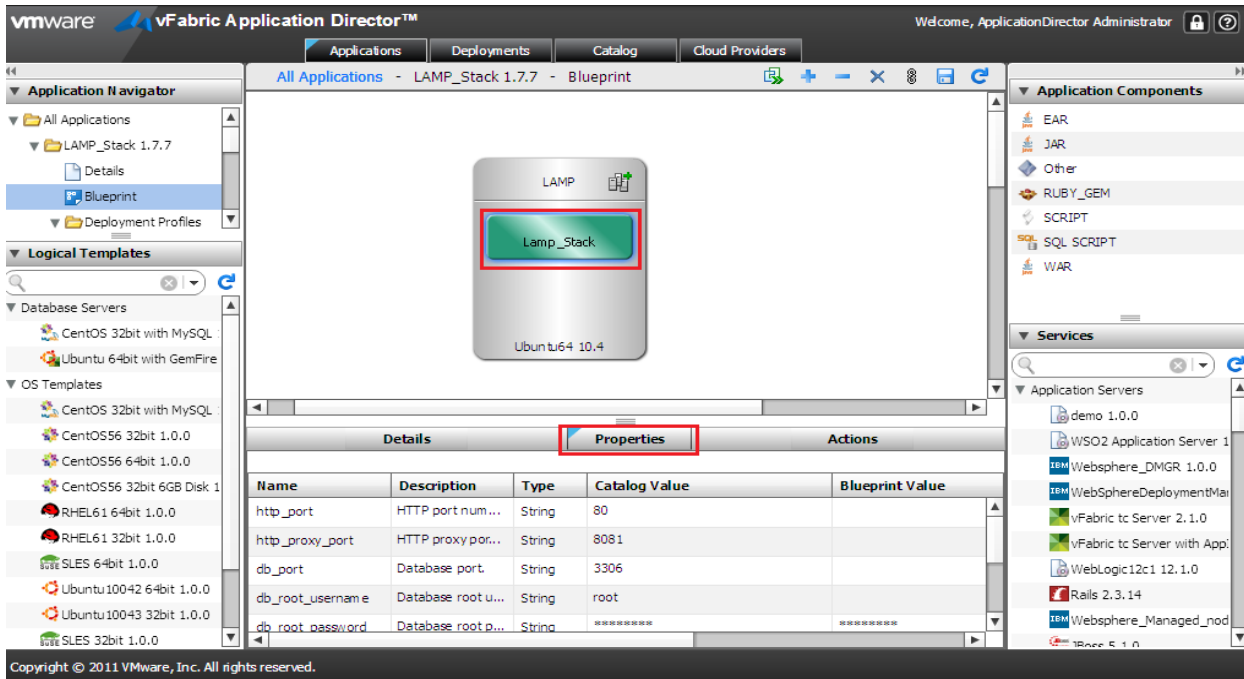 vmware vFabric Application Director™
Welcome, ApplicationDirector Administrator
Applications Deployments Catalog Cloud Providers
Application Navigator
All Applications
LAMP_Stack 1.7.7
Details
Blueprint
Deployment Profiles
Logical Templates
Database Servers
CentOS 32bit with MySQL
Ubuntu 64bit with GemFire
OS Templates
CentOS 32bit with MySQL
CentOS56 32bit 1.0.0
CentOS56 64bit 1.0.0
CentOS56 32bit 6GB Disk 1
RHEL61 64bit 1.0.0
RHEL61 32bit 1.0.0
SLES 64bit 1.0.0
Ubuntu10042 64bit 1.0.0
Ubuntu10043 32bit 1.0.0
SLES 32bit 1.0.0
All Applications - LAMP_Stack 1.7.7 - Blueprint
LAMP
Lamp_Stack
Ubuntu64 10.4
Details Properties Actions
Name Description Type Catalog Value Blueprint Value
http_port HTTP port num... String 80
http_proxy_port HTTP proxy por... String 8081
db_port Database port. String 3306
db_root_username Database root u... String root
db_root_password Database root p... String ******** ********
Application Components
EAR
JAR
Other
RUBY_GEM
SCRIPT
SQL SQL SCRIPT
WAR
Services
Application Servers
demo 1.0.0
WSO2 Application Server 1
IBM Websphere_DMGR 1.0.0
IBM WebSphereDeploymentMa
vFabric tc Server 2.1.0
vFabric tc Server with App
WebLogic12c1 12.1.0
Rails 2.3.14
IBM Websphere_Managed_nod
JBoss 5.1.0
Copyright © 2011 VMware, Inc. All rights reserved.